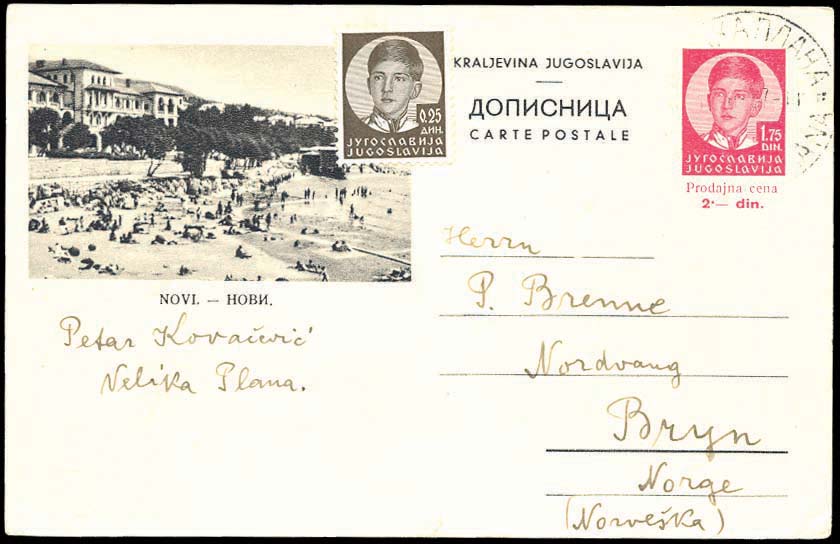 KRALJEVINA JUGOSLAVIJA
ДОПИСНИЦА
CARTE POSTALE
0.25
ДИН.
ЈУГОСЛАВИЈА
JUGOSLAVIJA
1.75
DIN.
ЈУГОСЛАВИЈА
JUGOSLAVIJA
Prodajna cena
2·— din.
NOVI. — НОВИ.
Petar Kovačević
Velika Plana.
Herrn
P. Brenne
Nordvang
Bryn
Norge
(Norveška)